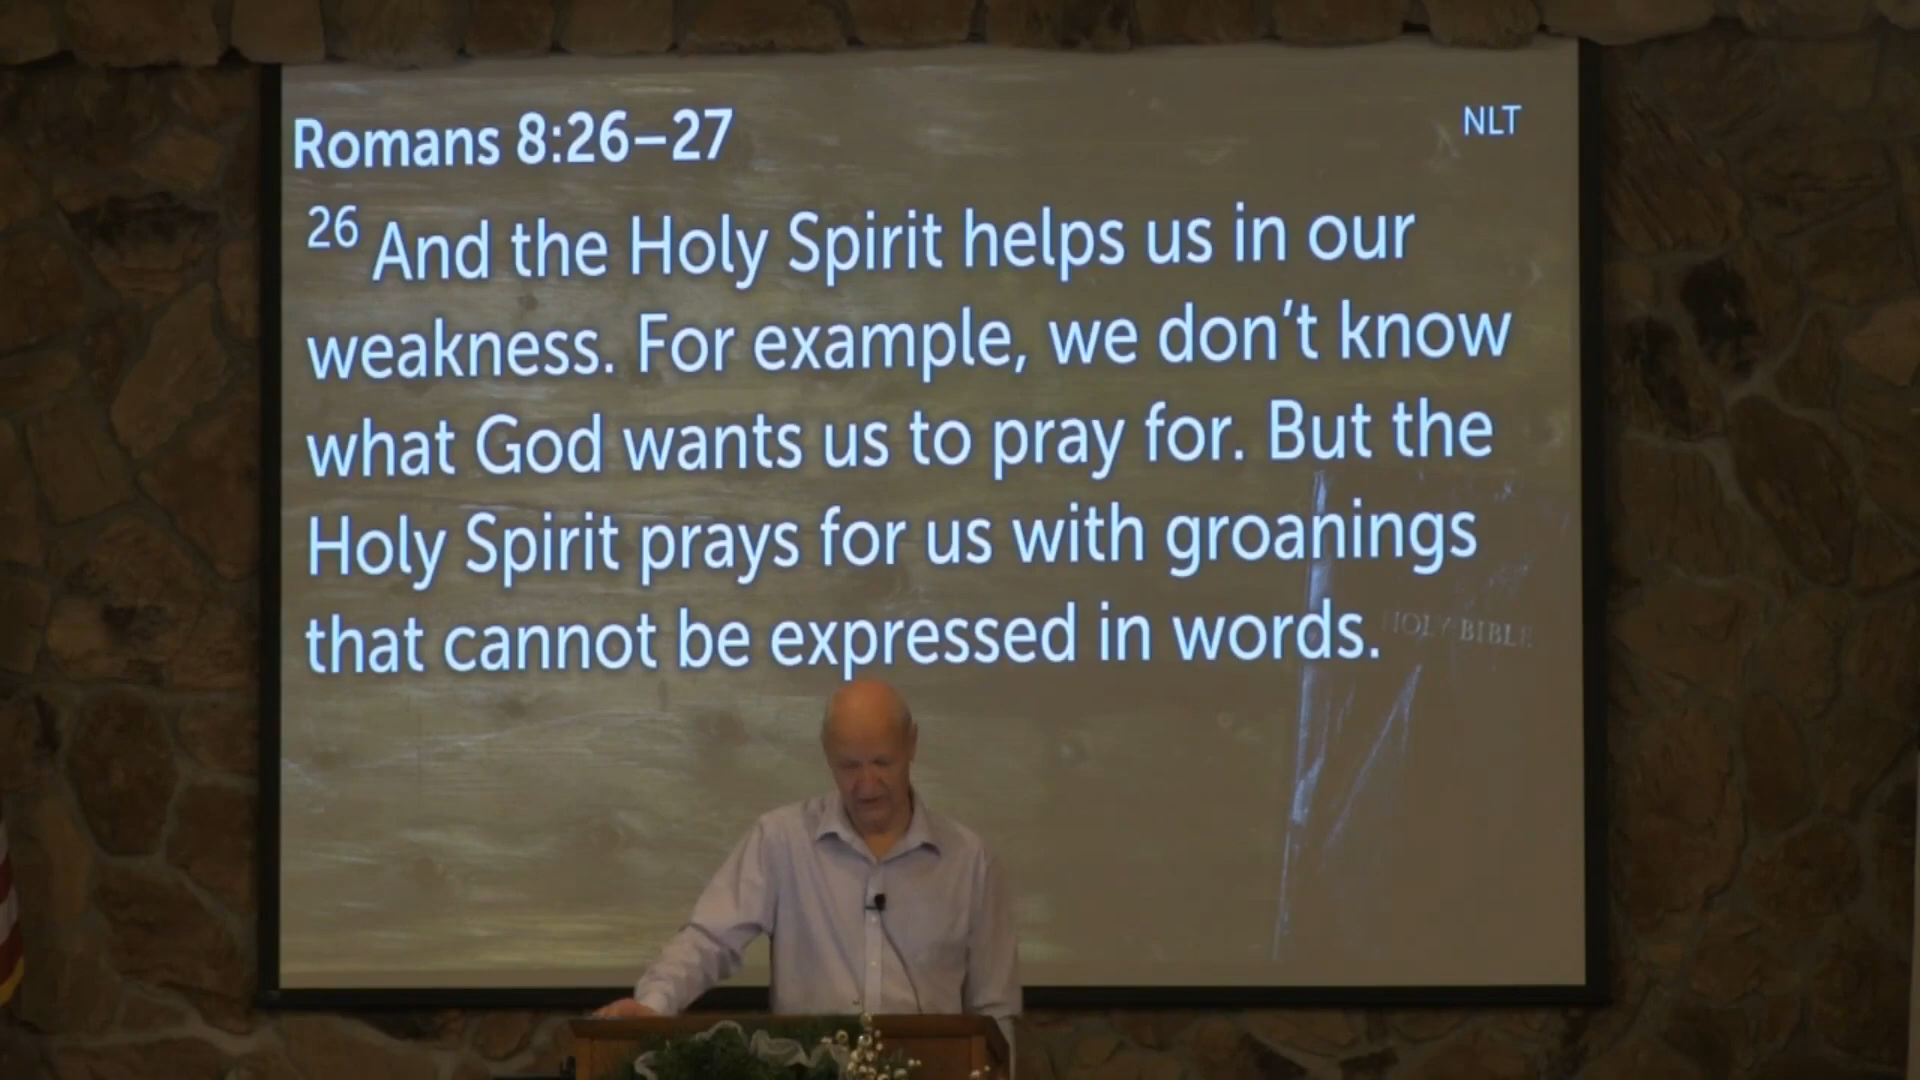 Romans 8:26–27
NLT
26 And the Holy Spirit helps us in our
weakness. For example, we don’t know
what God wants us to pray for. But the
Holy Spirit prays for us with groanings
that cannot be expressed in words.
HOLY BIBLE